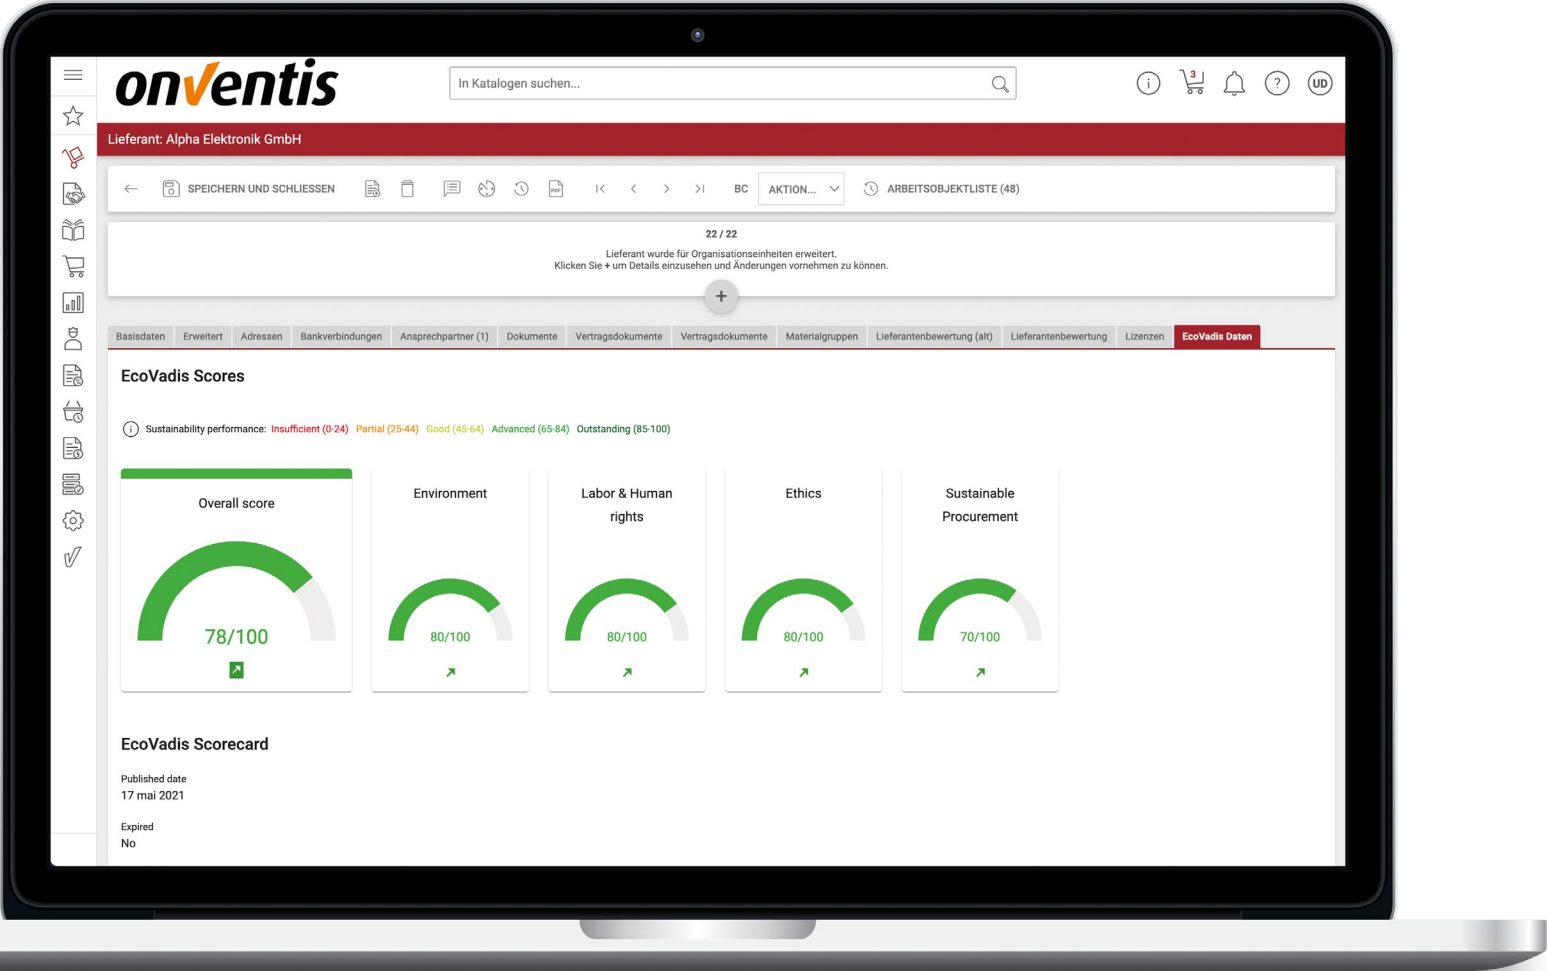 onventis
In Katalogen suchen...
i
3
?
UD
Lieferant: Alpha Elektronik GmbH
SPEICHERN UND SCHLIESSEN
PDF
BC
AKTION...
ARBEITSOBJEKTLISTE (48)
22 / 22
Lieferant wurde für Organisationseinheiten erweitert.
Klicken Sie + um Details einzusehen und Änderungen vornehmen zu können.
+
Basisdaten Erweitert Adressen Bankverbindungen Ansprechpartner (1) Dokumente Vertragsdokumente Vertragsdokumente Materialgruppen Lieferantenbewertung (alt) Lieferantenbewertung Lizenzen EcoVadis Daten
EcoVadis Scores
i Sustainability performance: Insufficient (0-24) Partial (25-44) Good (45-64) Advanced (65-84) Outstanding (85-100)
Overall score
78/100
Environment
80/100
Labor & Human
rights
80/100
Ethics
80/100
Sustainable
Procurement
70/100
EcoVadis Scorecard
Published date
17 mai 2021
Expired
No